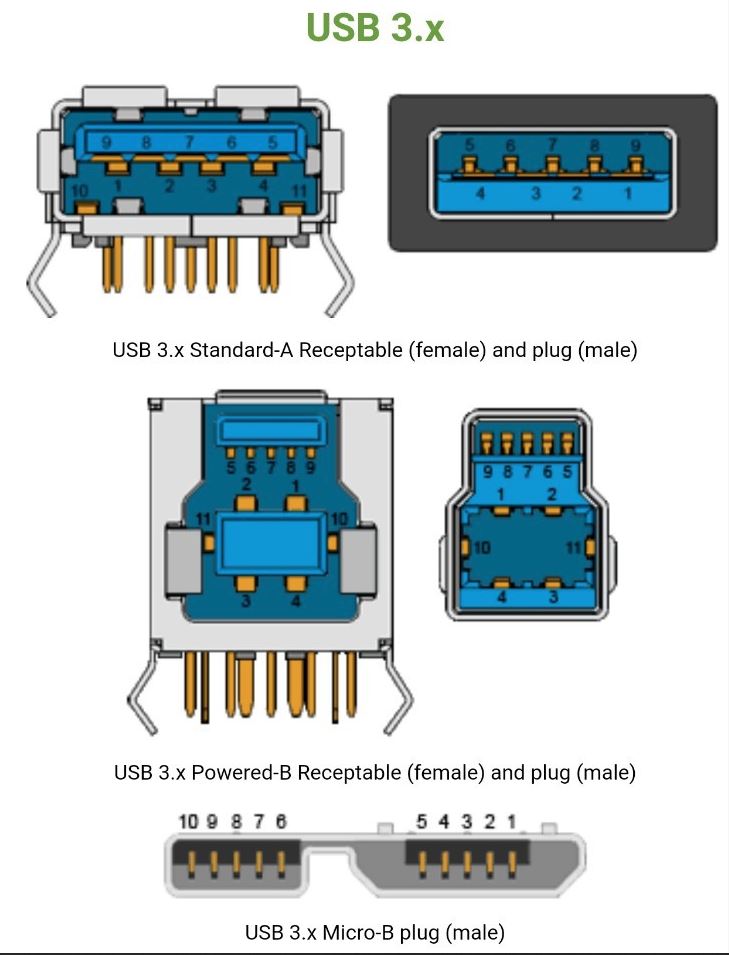 USB 3.x
9 8 7 6 5
10 1 2 3 4 11
5 6 7 8 9
4 3 2 1
USB 3.x Standard-A Receptable (female) and plug (male)
5 6 7 8 9
2 1
11 10
3 4
9 8 7 6 5
1 2
10 11
4 3
USB 3.x Powered-B Receptable (female) and plug (male)
10 9 8 7 6 5 4 3 2 1
USB 3.x Micro-B plug (male)